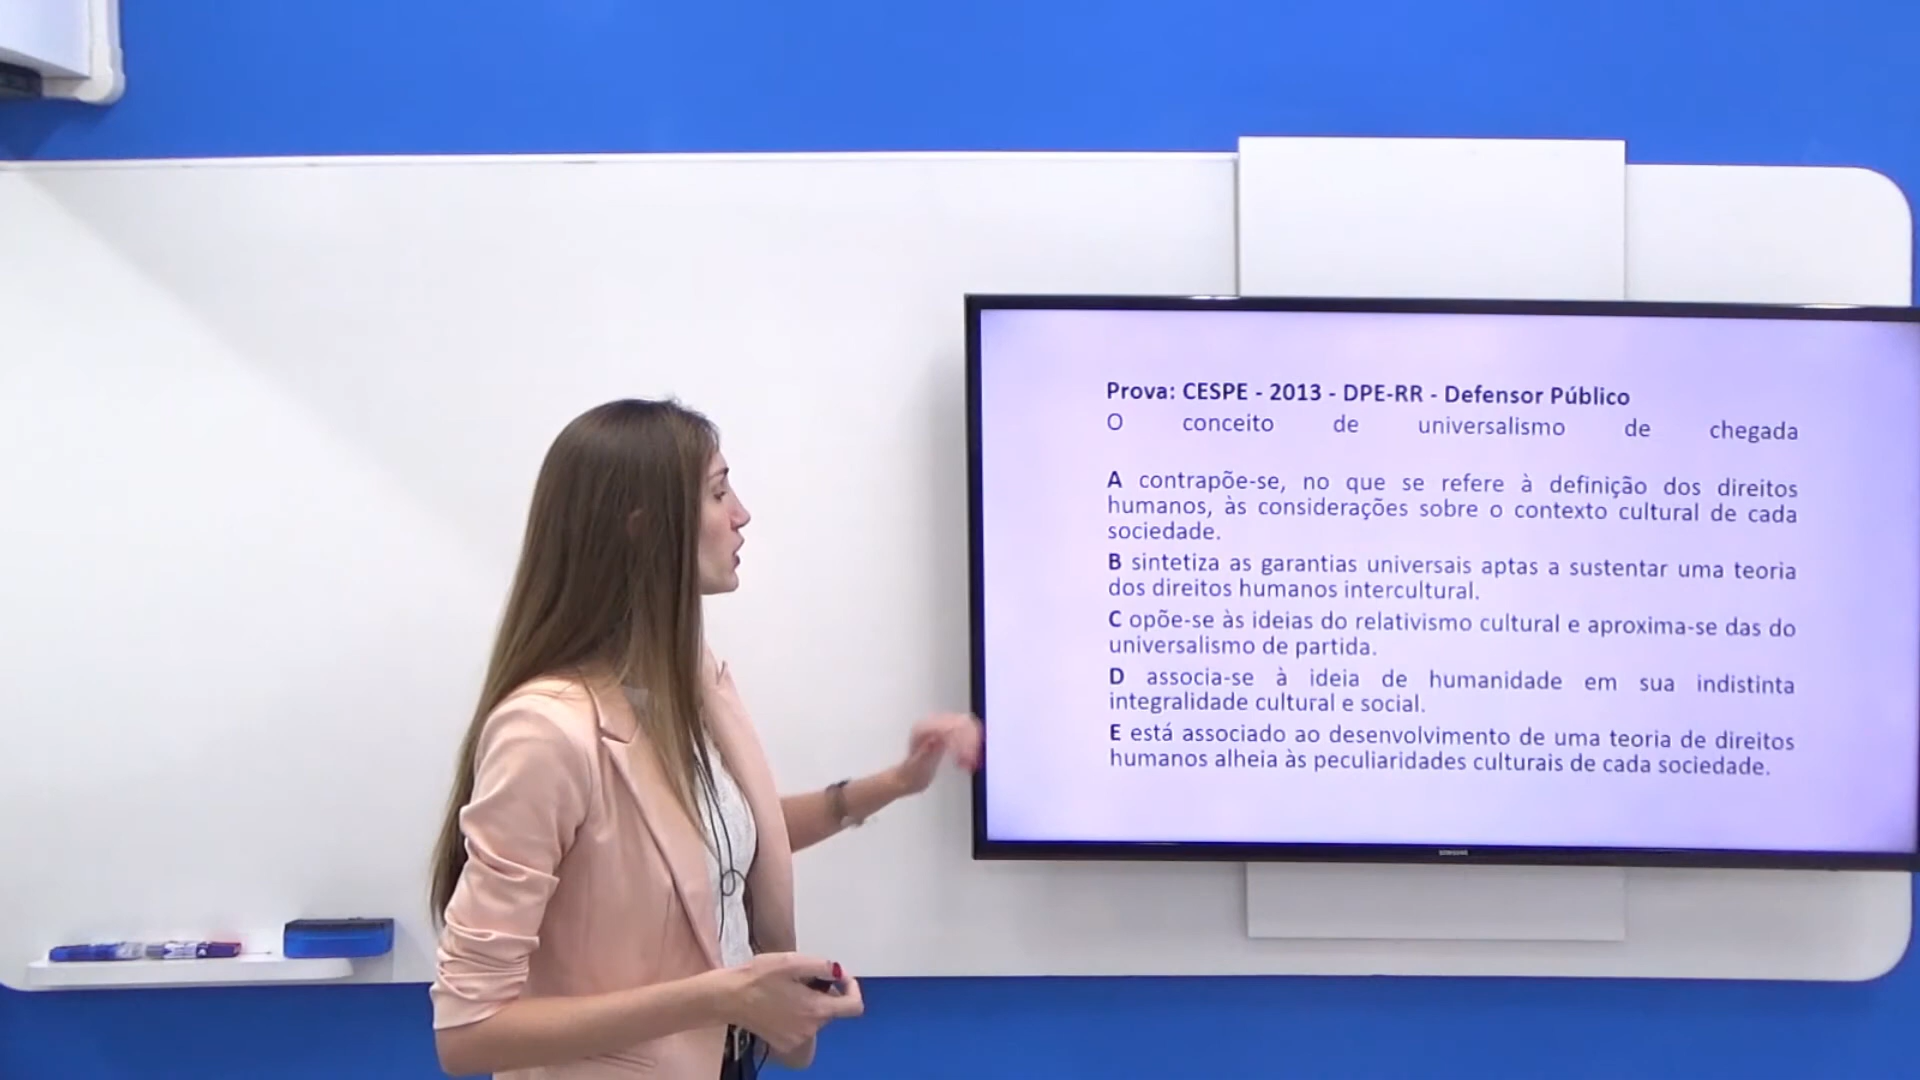 Prova: CESPE - 2013 - DPE-RR - Defensor Público
O conceito de universalismo de chegada
A contrapõe-se, no que se refere à definição dos direitos
humanos, às considerações sobre o contexto cultural de cada
sociedade.
B sintetiza as garantias universais aptas a sustentar uma teoria
dos direitos humanos intercultural.
C opõe-se às ideias do relativismo cultural e aproxima-se das do
universalismo de partida.
D associa-se à ideia de humanidade em sua indistinta
integralidade cultural e social.
E está associado ao desenvolvimento de uma teoria de direitos
humanos alheia às peculiaridades culturais de cada sociedade.
SAMSUNG